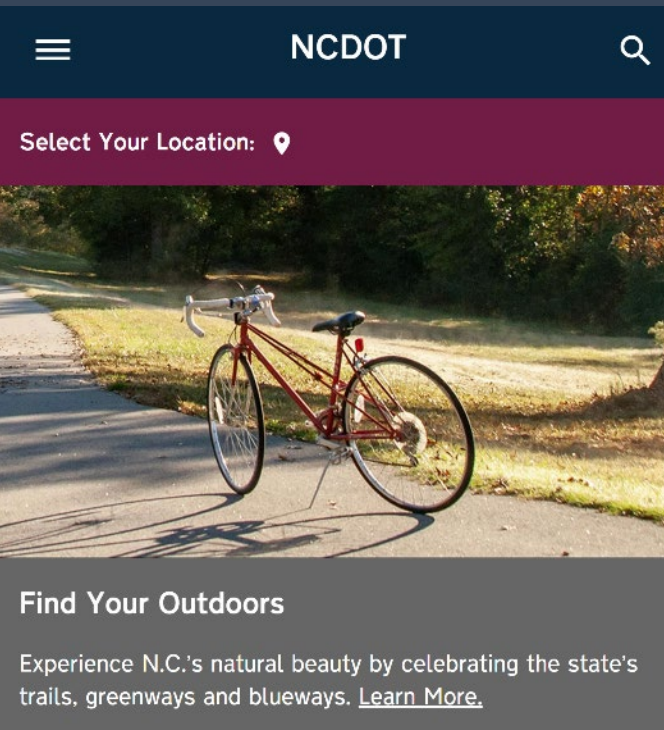 NCDOT
Select Your Location:
Find Your Outdoors
Experience N.C.'s natural beauty by celebrating the state's
trails, greenways and blueways. Learn More.